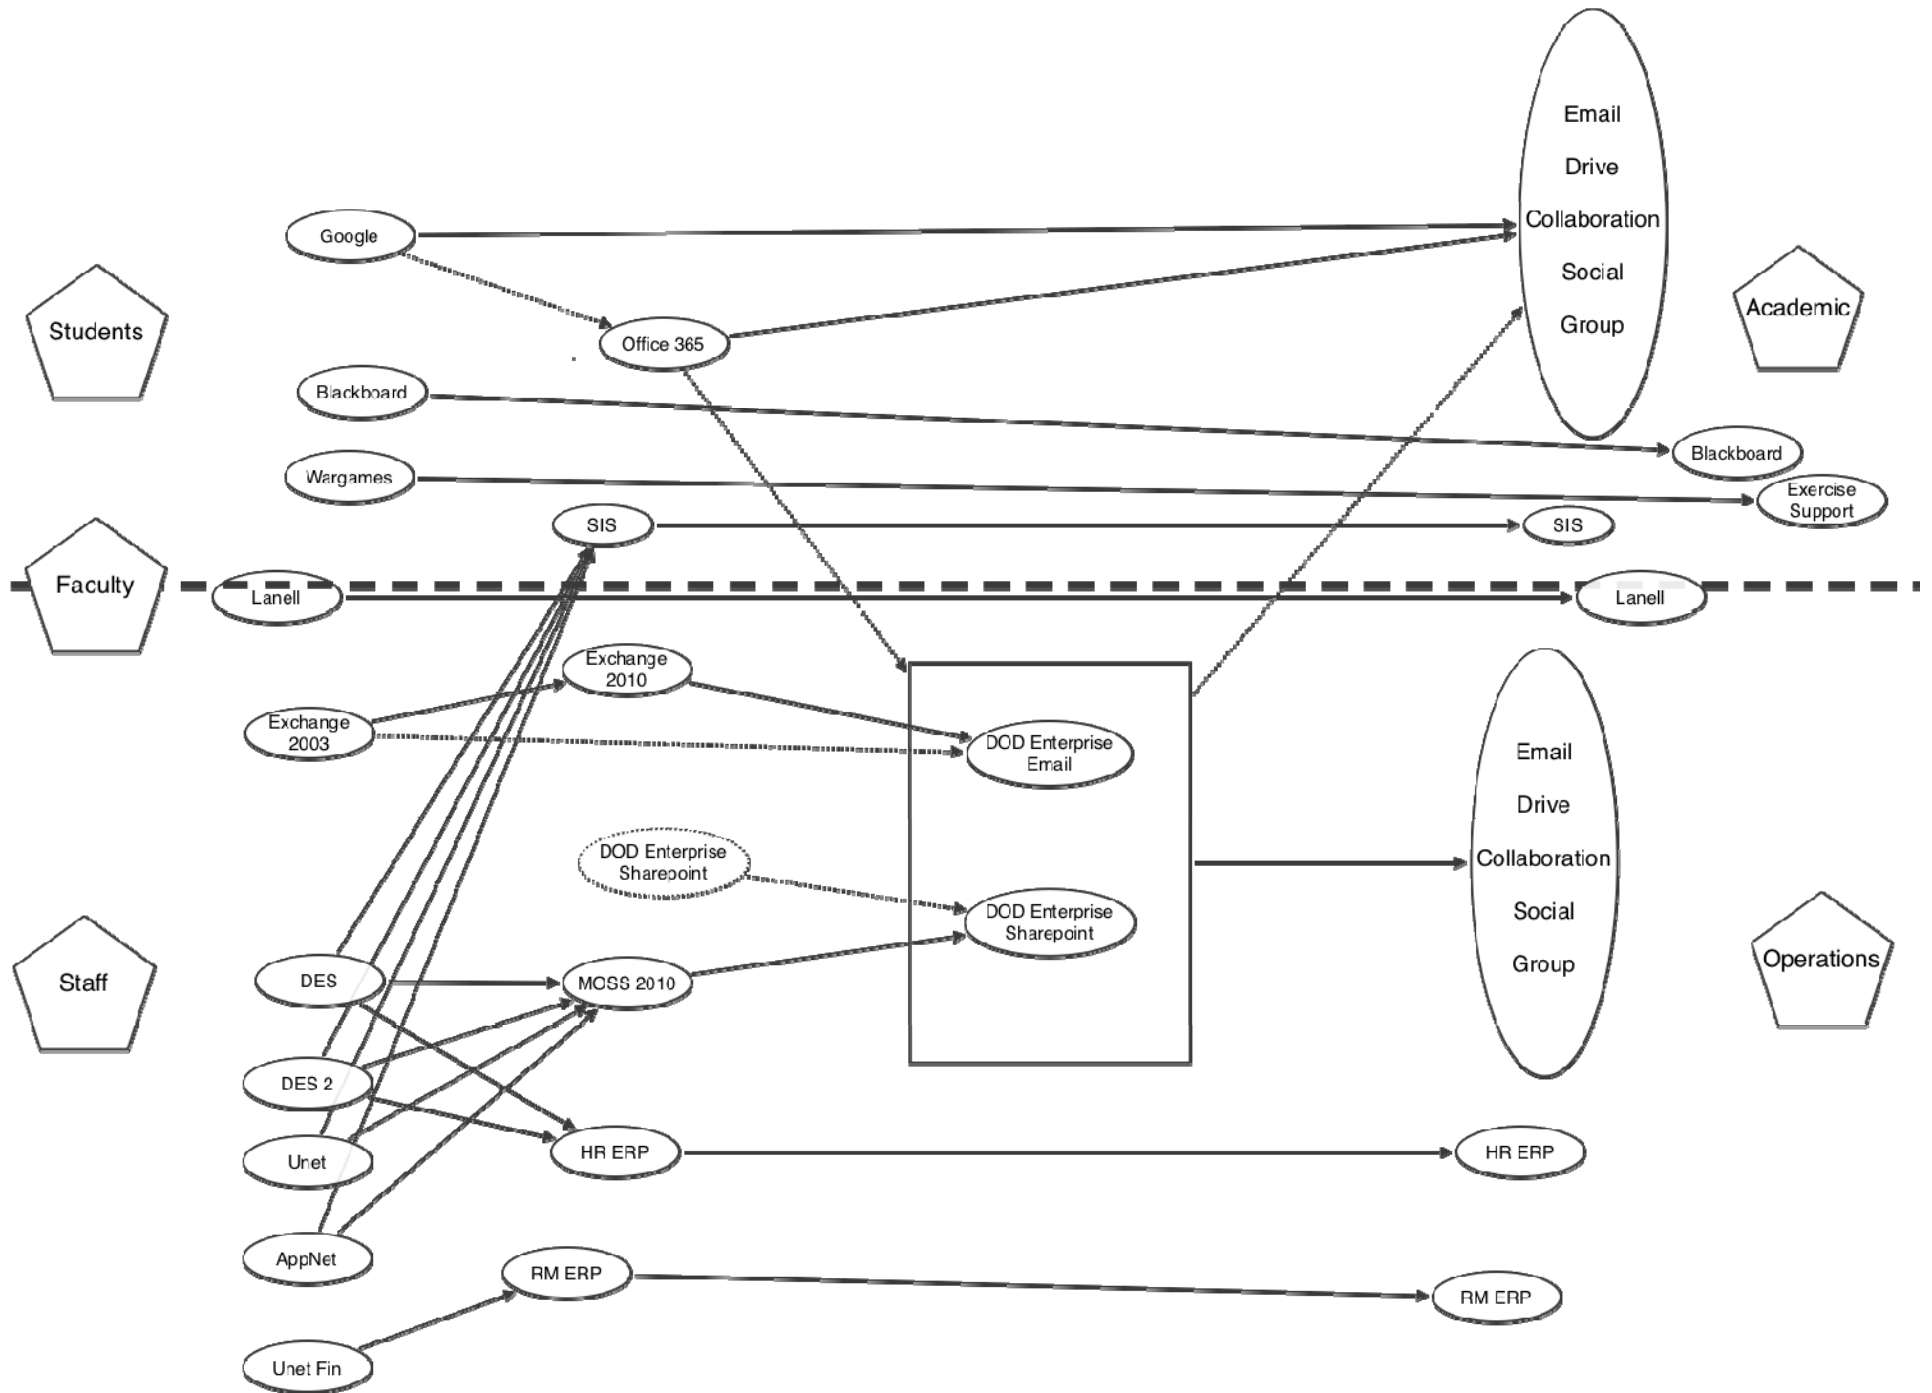 Email
Drive
Collaboration
Social
Group
Google
Students
Office 365
Academic
Blackboard
Blackboard
Wargames
Exercise
Support
SIS
SIS
Faculty
Lanell
Lanell
Exchange
2010
Exchange
2003
DOD Enterprise
Email
DOD Enterprise
Sharepoint
DOD Enterprise
Sharepoint
Email
Drive
Collaboration
Social
Group
Staff
DES
MOSS 2010
Operations
DES 2
Unet
HR ERP
HR ERP
AppNet
RM ERP
RM ERP
Unet Fin